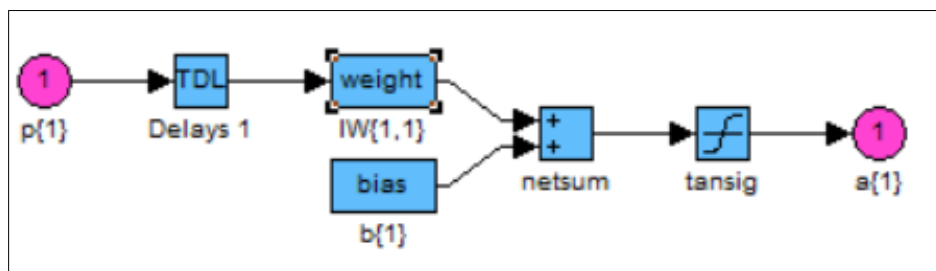 1
TDL
weight
+
+
1
p{1}
Delays 1
IW{1,1}
bias
netsum
tansig
a{1}
b{1}